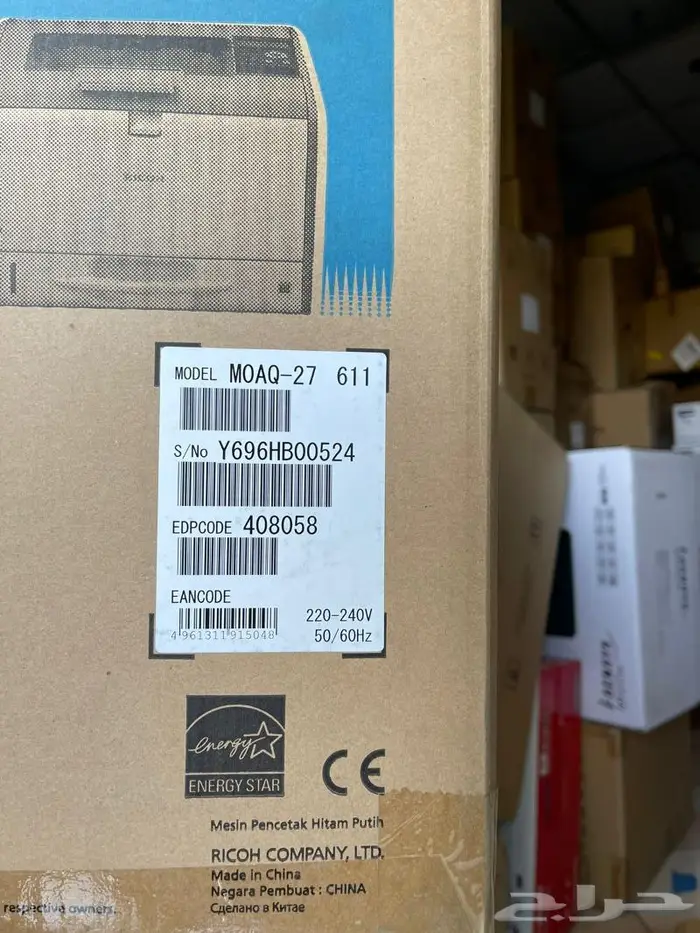 MODEL MOAQ-27 611
S/No Y696HB00524
EDPCODE 408058
EANCODE
4 961311 915048
220-240V
50/60Hz
energy
ENERGY STAR
CE
Mesin Pencetak Hitam Putih
RICOH COMPANY, LTD.
Made in China
Negara Pembuat : CHINA
Сделано в Китае
respective owners.
حراج